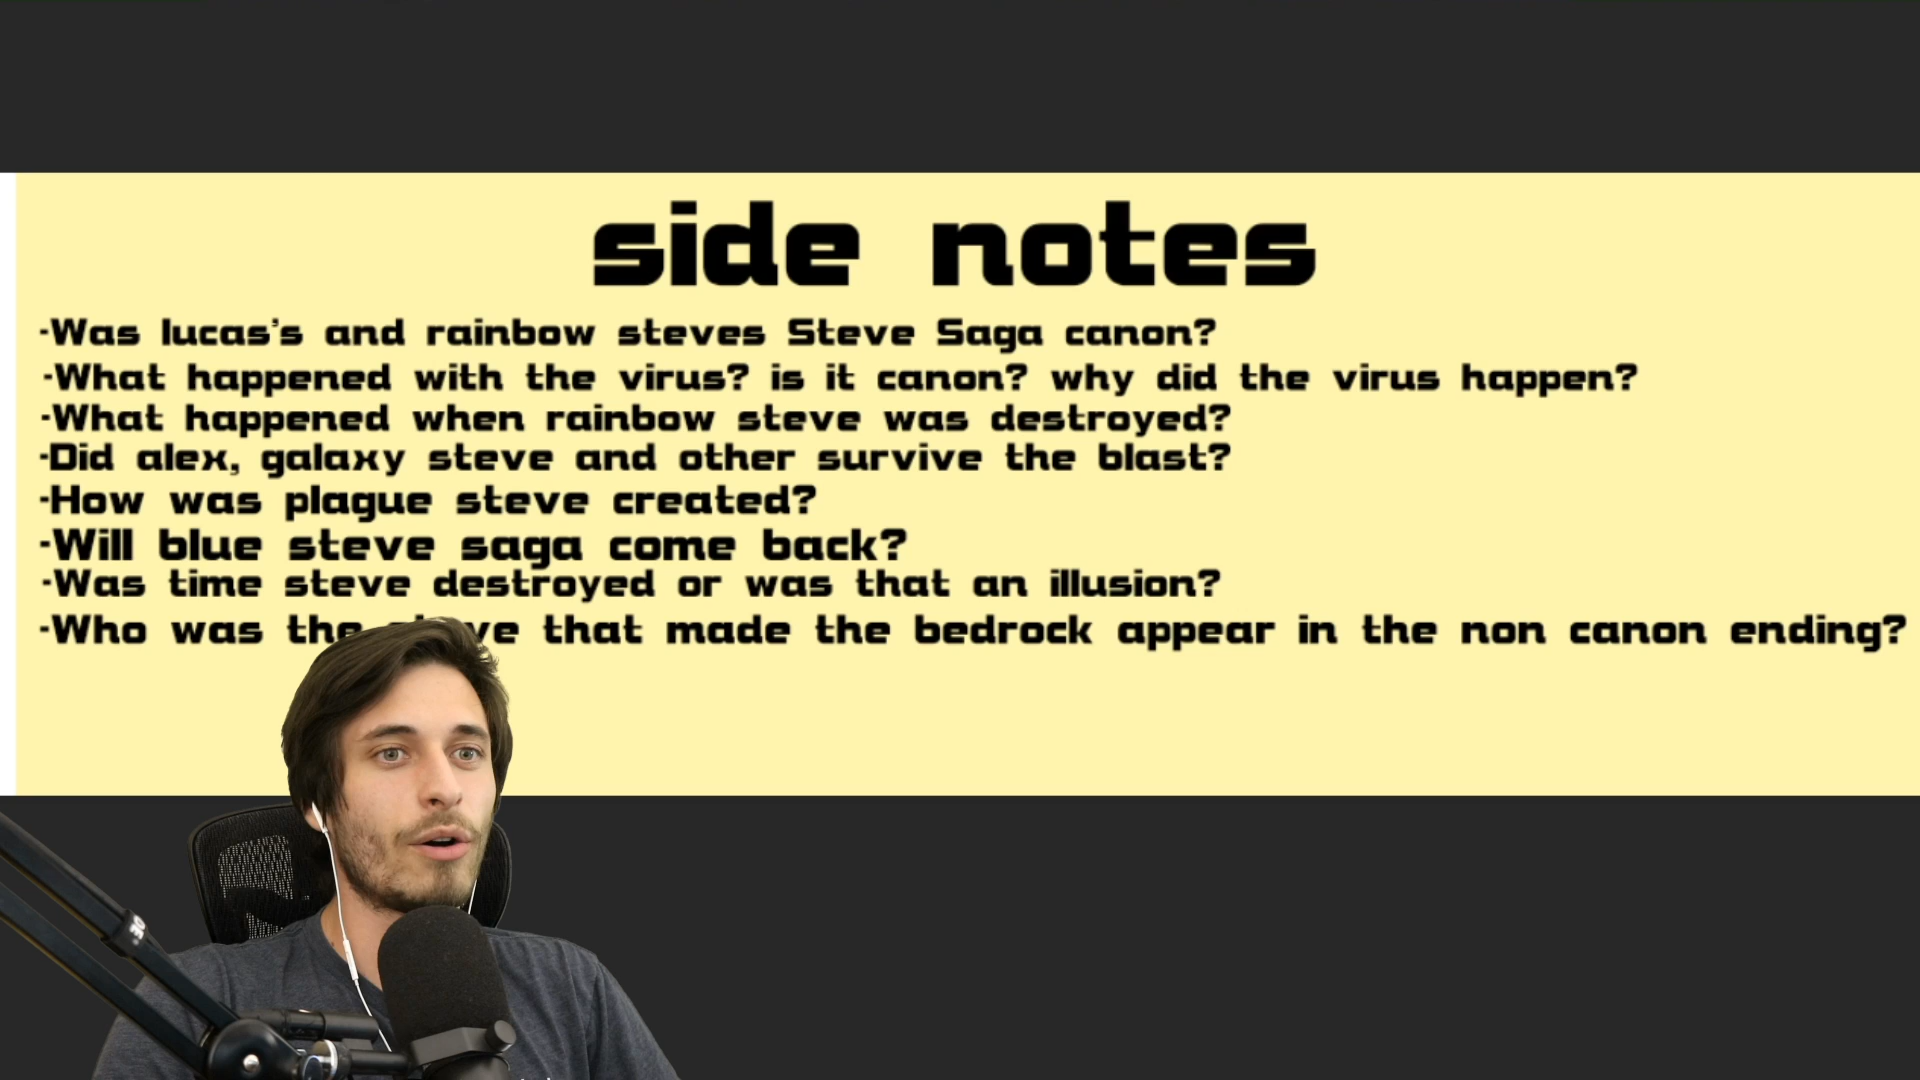 side notes
-Was lucas's and rainbow steves Steve Saga canon?
-What happened with the virus? is it canon? why did the virus happen?
-What happened when rainbow steve was destroyed?
-Did alex, galaxy steve and other survive the blast?
-How was plague steve created?
-Will blue steve saga come back?
-Was time steve destroyed or was that an illusion?
-Who was the that made the bedrock appear in the non canon ending?